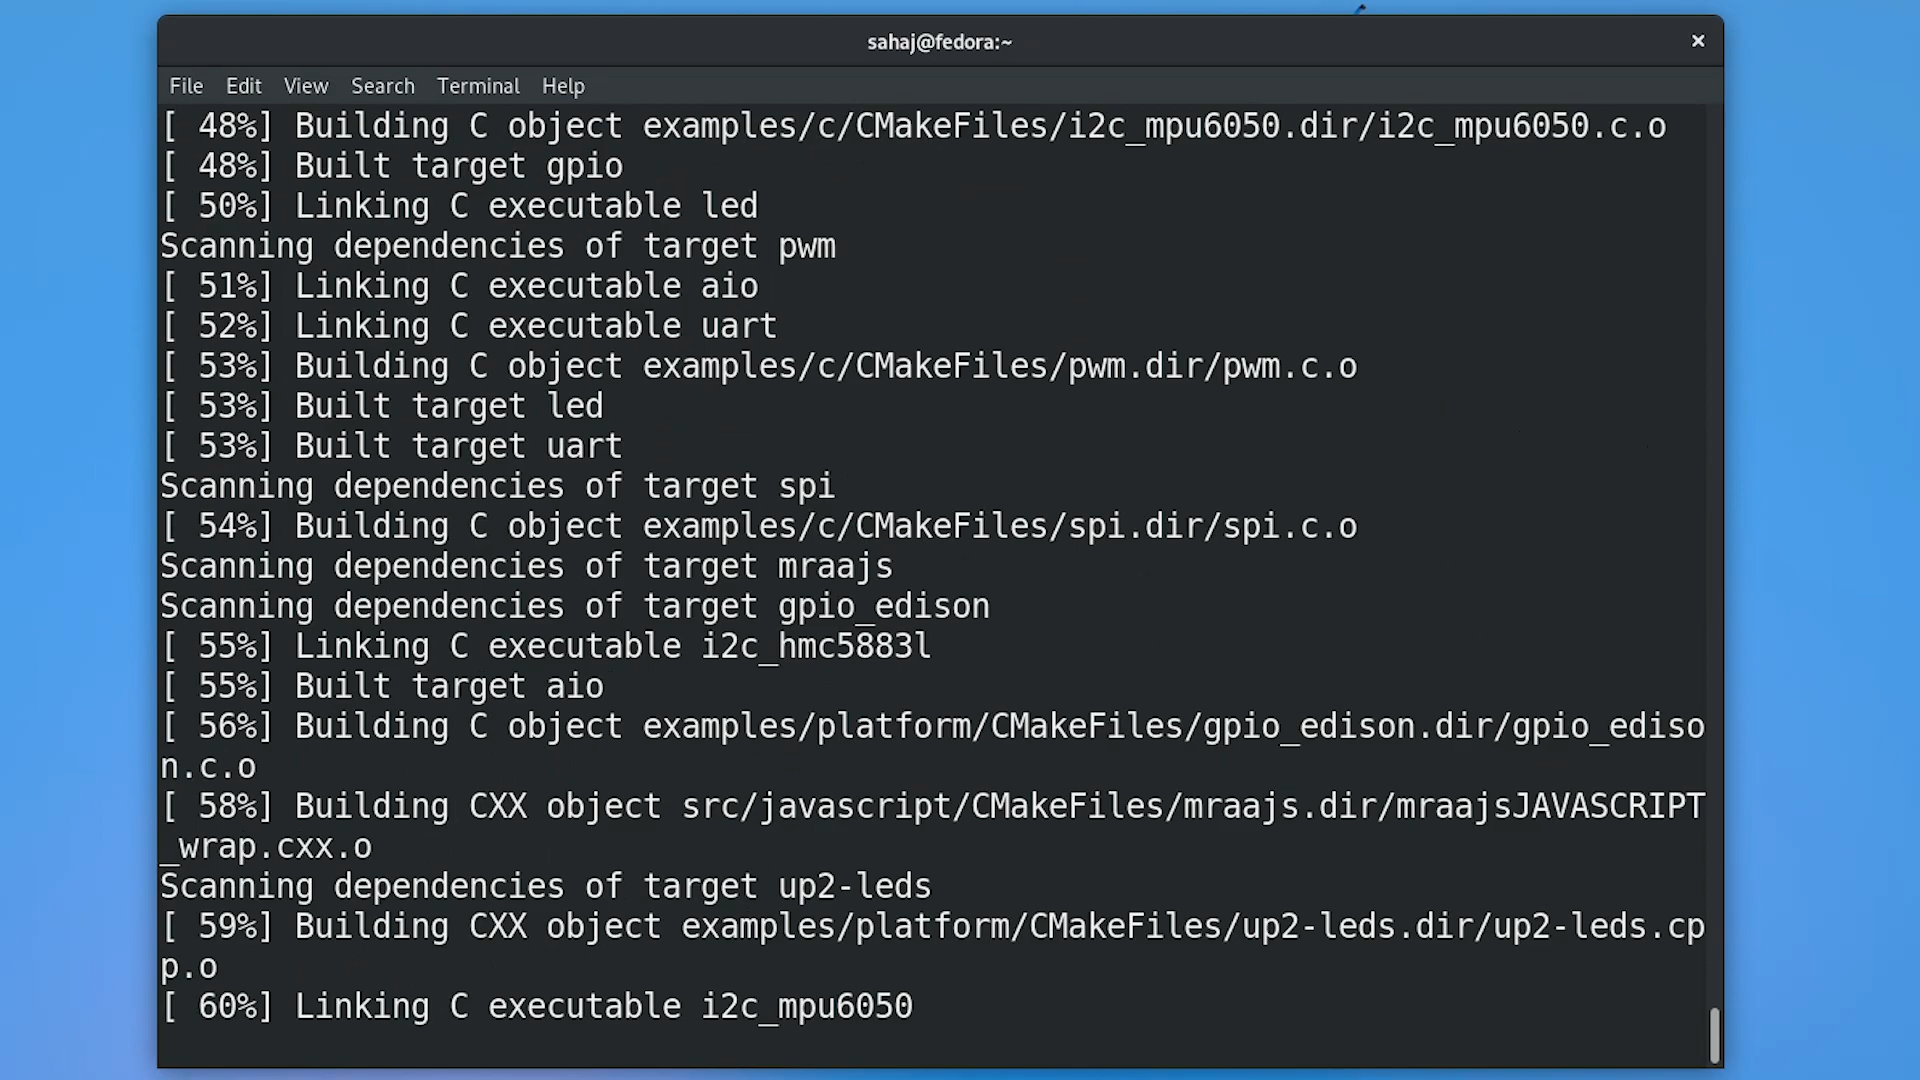 sahaj@fedora:~
×
File Edit View Search Terminal Help
[ 48%] Building C object examples/c/CMakeFiles/i2c_mpu6050.dir/i2c_mpu6050.c.o
[ 48%] Built target gpio
[ 50%] Linking C executable led
Scanning dependencies of target pwm
[ 51%] Linking C executable aio
[ 52%] Linking C executable uart
[ 53%] Building C object examples/c/CMakeFiles/pwm.dir/pwm.c.o
[ 53%] Built target led
[ 53%] Built target uart
Scanning dependencies of target spi
[ 54%] Building C object examples/c/CMakeFiles/spi.dir/spi.c.o
Scanning dependencies of target mraajs
Scanning dependencies of target gpio_edison
[ 55%] Linking C executable i2c_hmc5883l
[ 55%] Built target aio
[ 56%] Building C object examples/platform/CMakeFiles/gpio_edison.dir/gpio_ediso
n.c.o
[ 58%] Building CXX object src/javascript/CMakeFiles/mraajs.dir/mraajsJAVASCRIPT
_wrap.cxx.o
Scanning dependencies of target up2-leds
[ 59%] Building CXX object examples/platform/CMakeFiles/up2-leds.dir/up2-leds.cp
p.o
[ 60%] Linking C executable i2c_mpu6050